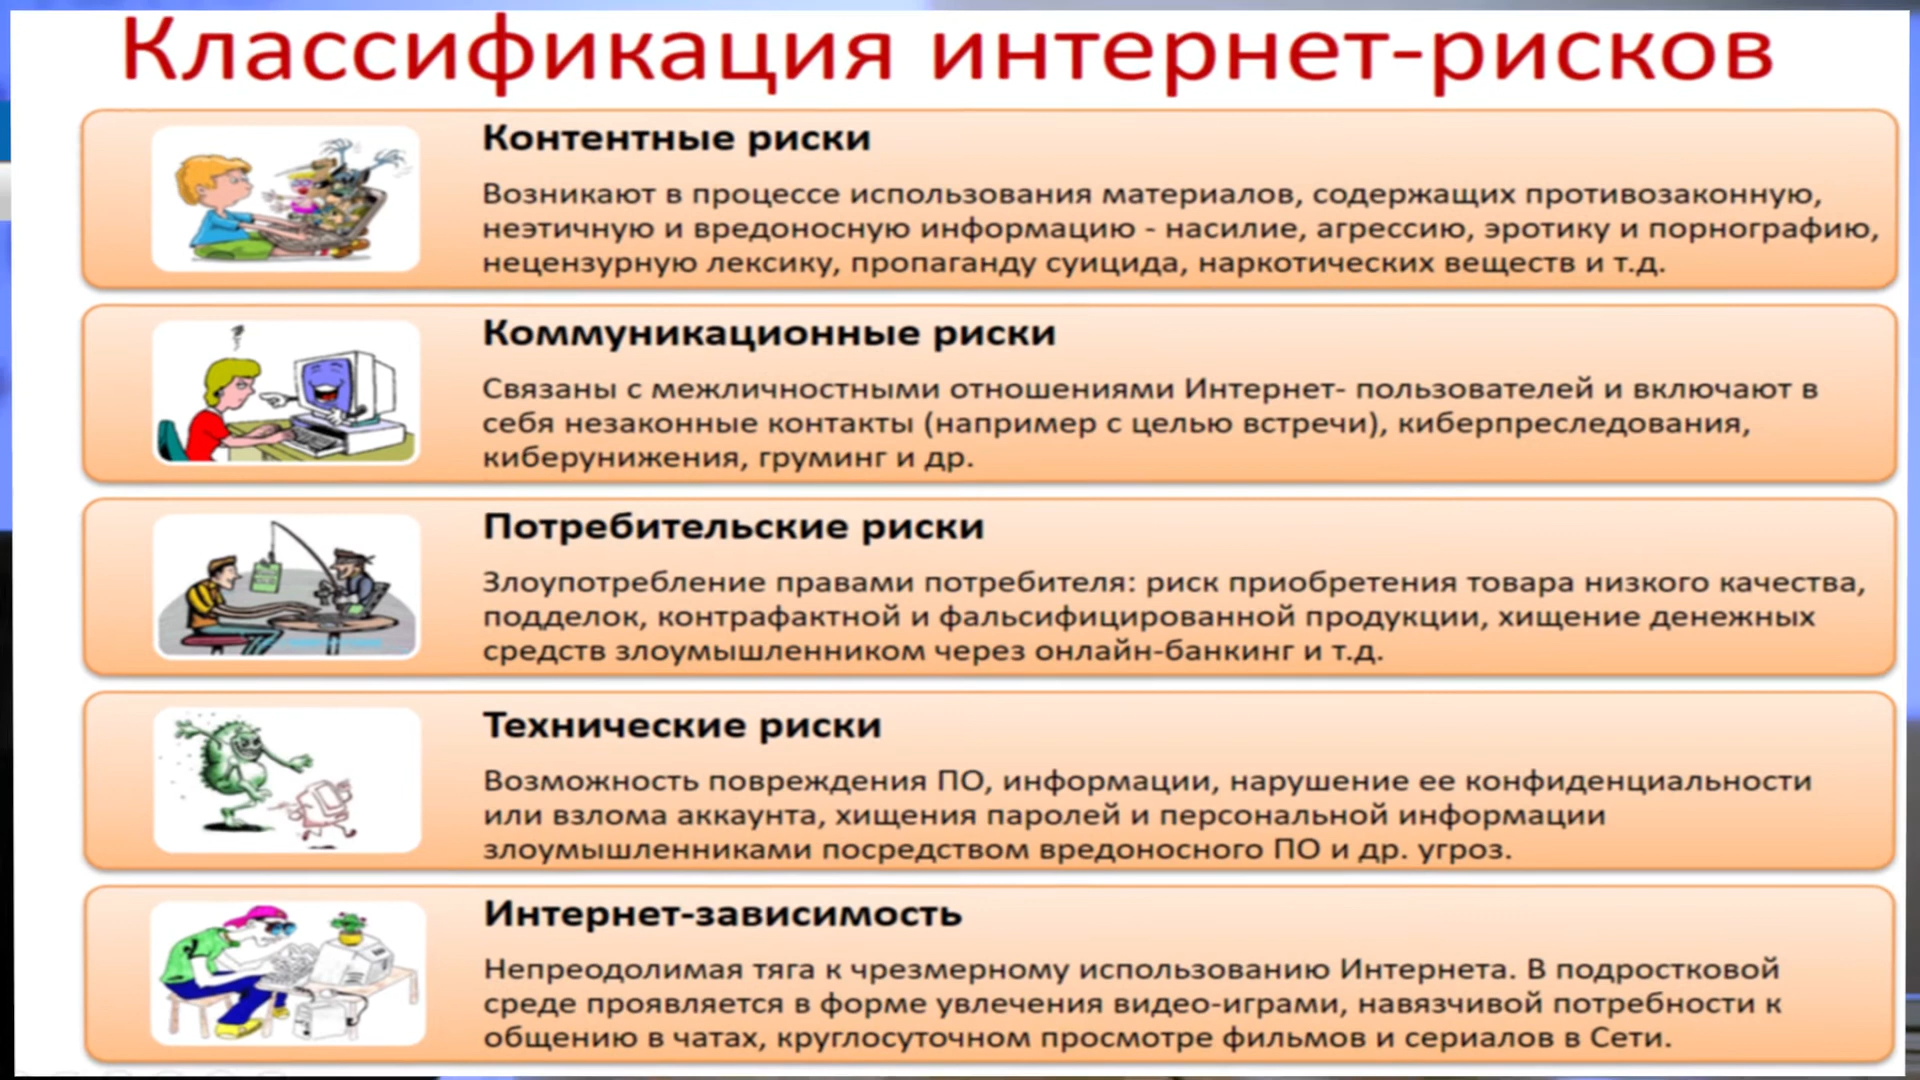 Классификация интернет-рисков
Контентные риски
Возникают в процессе использования материалов, содержащих противозаконную,
неэтичную и вредоносную информацию - насилие, агрессию, эротику и порнографию,
нецензурную лексику, пропаганду суицида, наркотических веществ и т.д.
Коммуникационные риски
Связаны с межличностными отношениями Интернет- пользователей и включают в
себя незаконные контакты (например с целью встречи), киберпреследования,
киберунижения, груминг и др.
Потребительские риски
Злоупотребление правами потребителя: риск приобретения товара низкого качества,
подделок, контрафактной и фальсифицированной продукции, хищение денежных
средств злоумышленником через онлайн-банкинг и т.д.
Технические риски
Возможность повреждения ПО, информации, нарушение ее конфиденциальности
или взлома аккаунта, хищения паролей и персональной информации
злоумышленниками посредством вредоносного ПО и др. угроз.
Интернет-зависимость
Непреодолимая тяга к чрезмерному использованию Интернета. В подростковой
среде проявляется в форме увлечения видео-играми, навязчивой потребности к
общению в чатах, круглосуточном просмотре фильмов и сериалов в Сети.